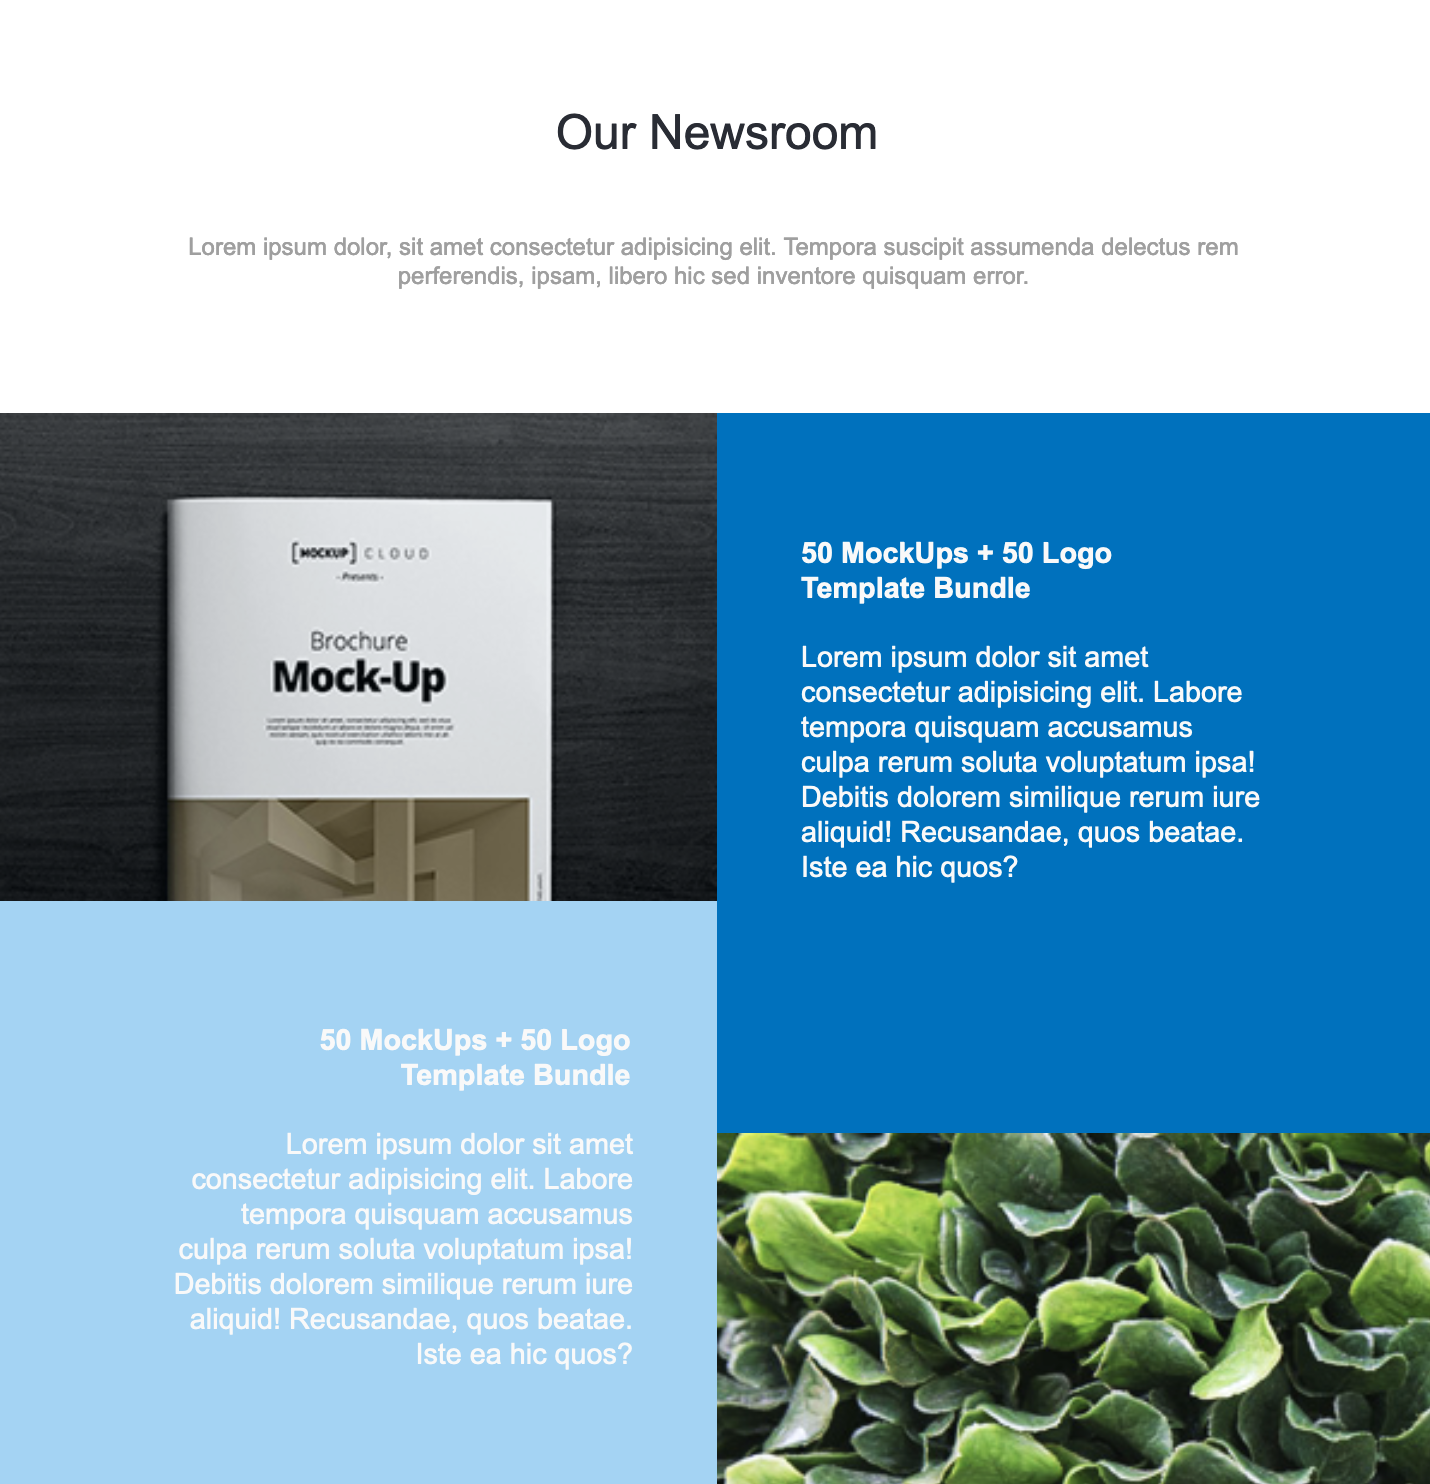 Our Newsroom
Lorem ipsum dolor, sit amet consectetur adipisicing elit. Tempora suscipit assumenda delectus rem
perferendis, ipsam, libero hic sed inventore quisquam error.
[MOCKUP] CLOUD
- Presents -
Brochure
Mock-Up
50 MockUps + 50 Logo
Template Bundle
Lorem ipsum dolor sit amet
consectetur adipisicing elit. Labore
tempora quisquam accusamus
culpa rerum soluta voluptatum ipsa!
Debitis dolorem similique rerum iure
aliquid! Recusandae, quos beatae.
Iste ea hic quos?
50 MockUps + 50 Logo
Template Bundle
Lorem ipsum dolor sit amet
consectetur adipisicing elit. Labore
tempora quisquam accusamus
culpa rerum soluta voluptatum ipsa!
Debitis dolorem similique rerum iure
aliquid! Recusandae, quos beatae.
Iste ea hic quos?